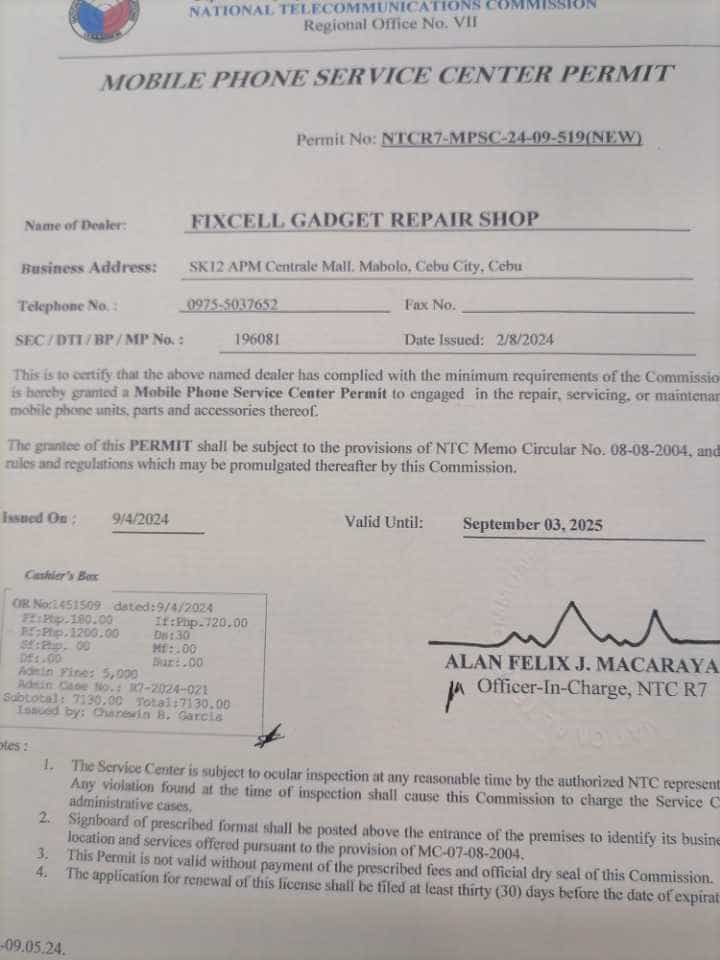 NATIONAL TELECOMMUNICATIONS COMMISSION
Regional Office No. VII
MOBILE PHONE SERVICE CENTER PERMIT
Permit No: NTCR7-MPSC-24-09-519(NEW)
Name of Dealer: FIXCELL GADGET REPAIR SHOP
Business Address: SK12 APM Centrale Mall. Mabolo, Cebu City, Cebu
Telephone No. : 0975-5037652 Fax No.
SEC / DTI / BP / MP No. : 196081 Date Issued: 2/8/2024
This is to certify that the above named dealer has complied with the minimum requirements of the Commissio
is hereby granted a Mobile Phone Service Center Permit to engaged in the repair, servicing, or maintenan
mobile phone units, parts and accessories thereof.
The grantee of this PERMIT shall be subject to the provisions of NTC Memo Circular No. 08-08-2004, and
rules and regulations which may be promulgated thereafter by this Commission.
Issued On : 9/4/2024 Valid Until: September 03, 2025
Cashier's Box
OR No:1451509 dated:9/4/2024
Ff:Php.180.00 If:Php.720.00
Rf:Php.1200.00 Ds:30
Sf:Php. 00 Mf:.00
Df:.00 Sur:.00
Admin Fine: 5,000
Admin Case No.: R7-2024-021
Subtotal: 7130.00 Total:7130.00
Issued by: Charewin B. Garcia
ALAN FELIX J. MACARAYA
Officer-In-Charge, NTC R7
otes :
1. The Service Center is subject to ocular inspection at any reasonable time by the authorized NTC represent
Any violation found at the time of inspection shall cause this Commission to charge the Service C
administrative cases.
2. Signboard of prescribed format shall be posted above the entrance of the premises to identify its busine
location and services offered pursuant to the provision of MC-07-08-2004.
3. This Permit is not valid without payment of the prescribed fees and official dry seal of this Commission.
4. The application for renewal of this license shall be filed at least thirty (30) days before the date of expirat
-09.05.24.